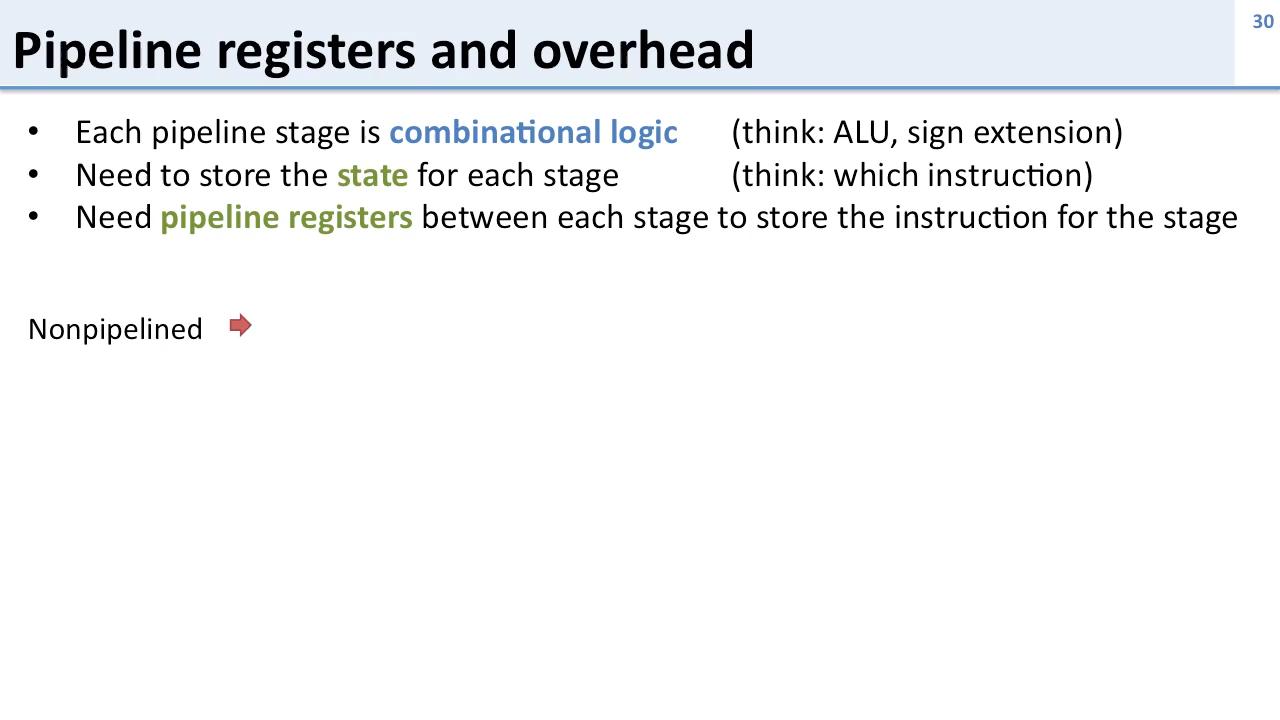 Pipeline registers and overhead
30
• Each pipeline stage is combinational logic (think: ALU, sign extension)
• Need to store the state for each stage (think: which instruction)
• Need pipeline registers between each stage to store the instruction for the stage
Nonpipelined